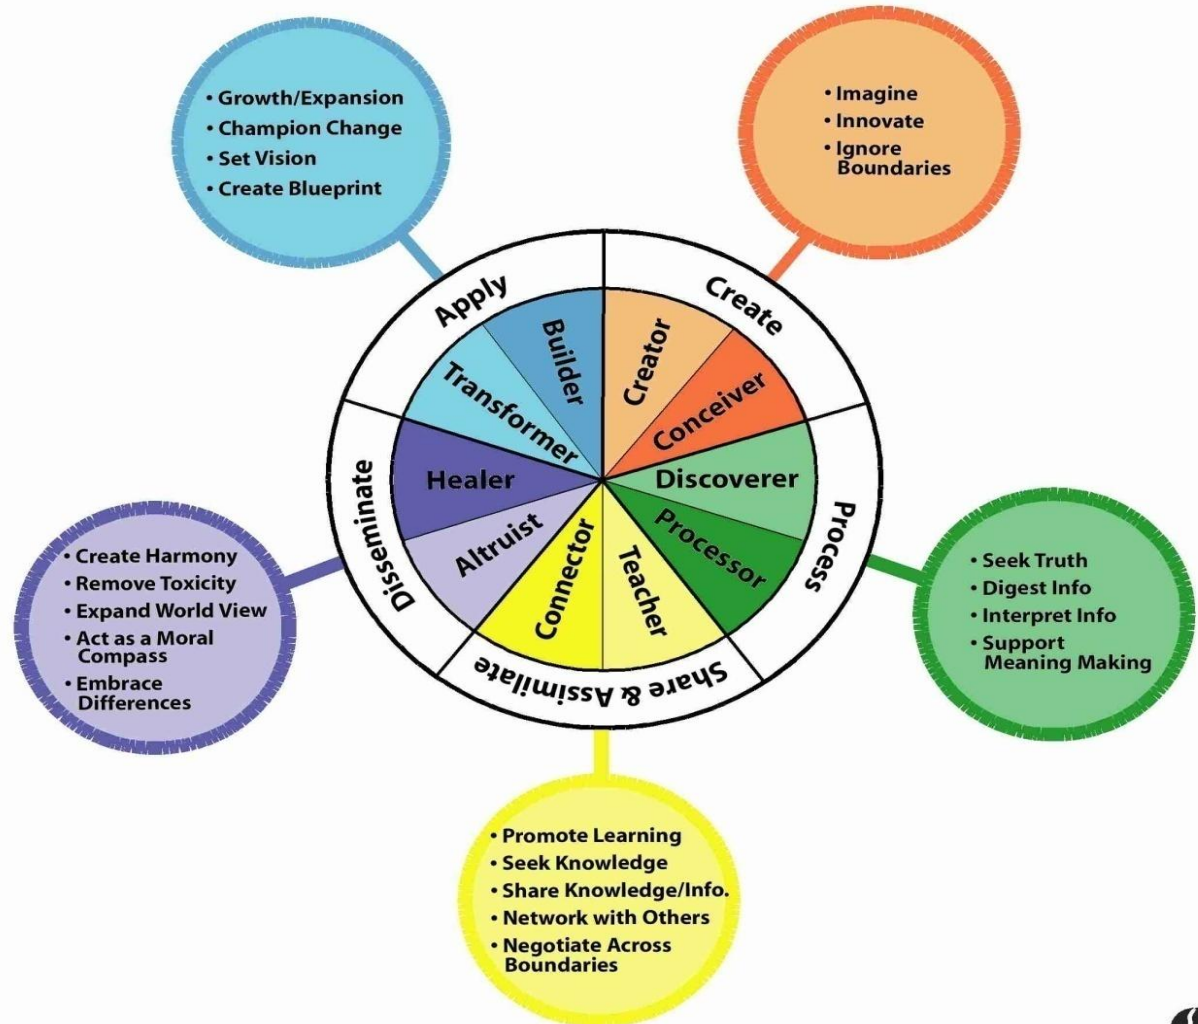 • Growth/Expansion
• Champion Change
• Set Vision
• Create Blueprint
• Imagine
• Innovate
• Ignore
Boundaries
Apply
Create
Builder
Creator
Transformer
Conceiver
Healer
Discoverer
Altruist
Processor
Connector
Teacher
Disseminate
Process
Share & Assimilate
• Create Harmony
• Remove Toxicity
• Expand World View
• Act as a Moral
Compass
• Embrace
Differences
• Seek Truth
• Digest Info
• Interpret Info
• Support
Meaning Making
• Promote Learning
• Seek Knowledge
• Share Knowledge/Info.
• Network with Others
• Negotiate Across
Boundaries